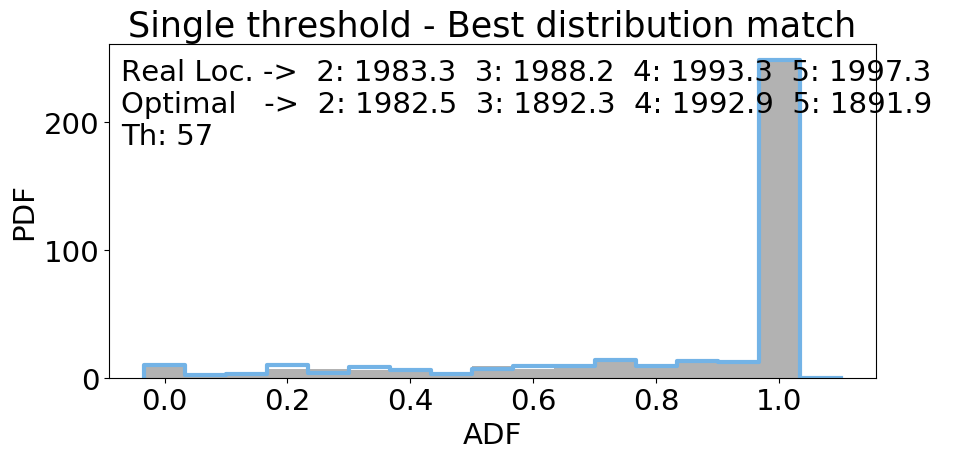 Single threshold - Best distribution match
Real Loc. -> 2: 1983.3 3: 1988.2 4: 1993.3 5: 1997.3
Optimal -> 2: 1982.5 3: 1892.3 4: 1992.9 5: 1891.9
Th: 57
PDF
200
100
0
0.0 0.2 0.4 0.6 0.8 1.0
ADF